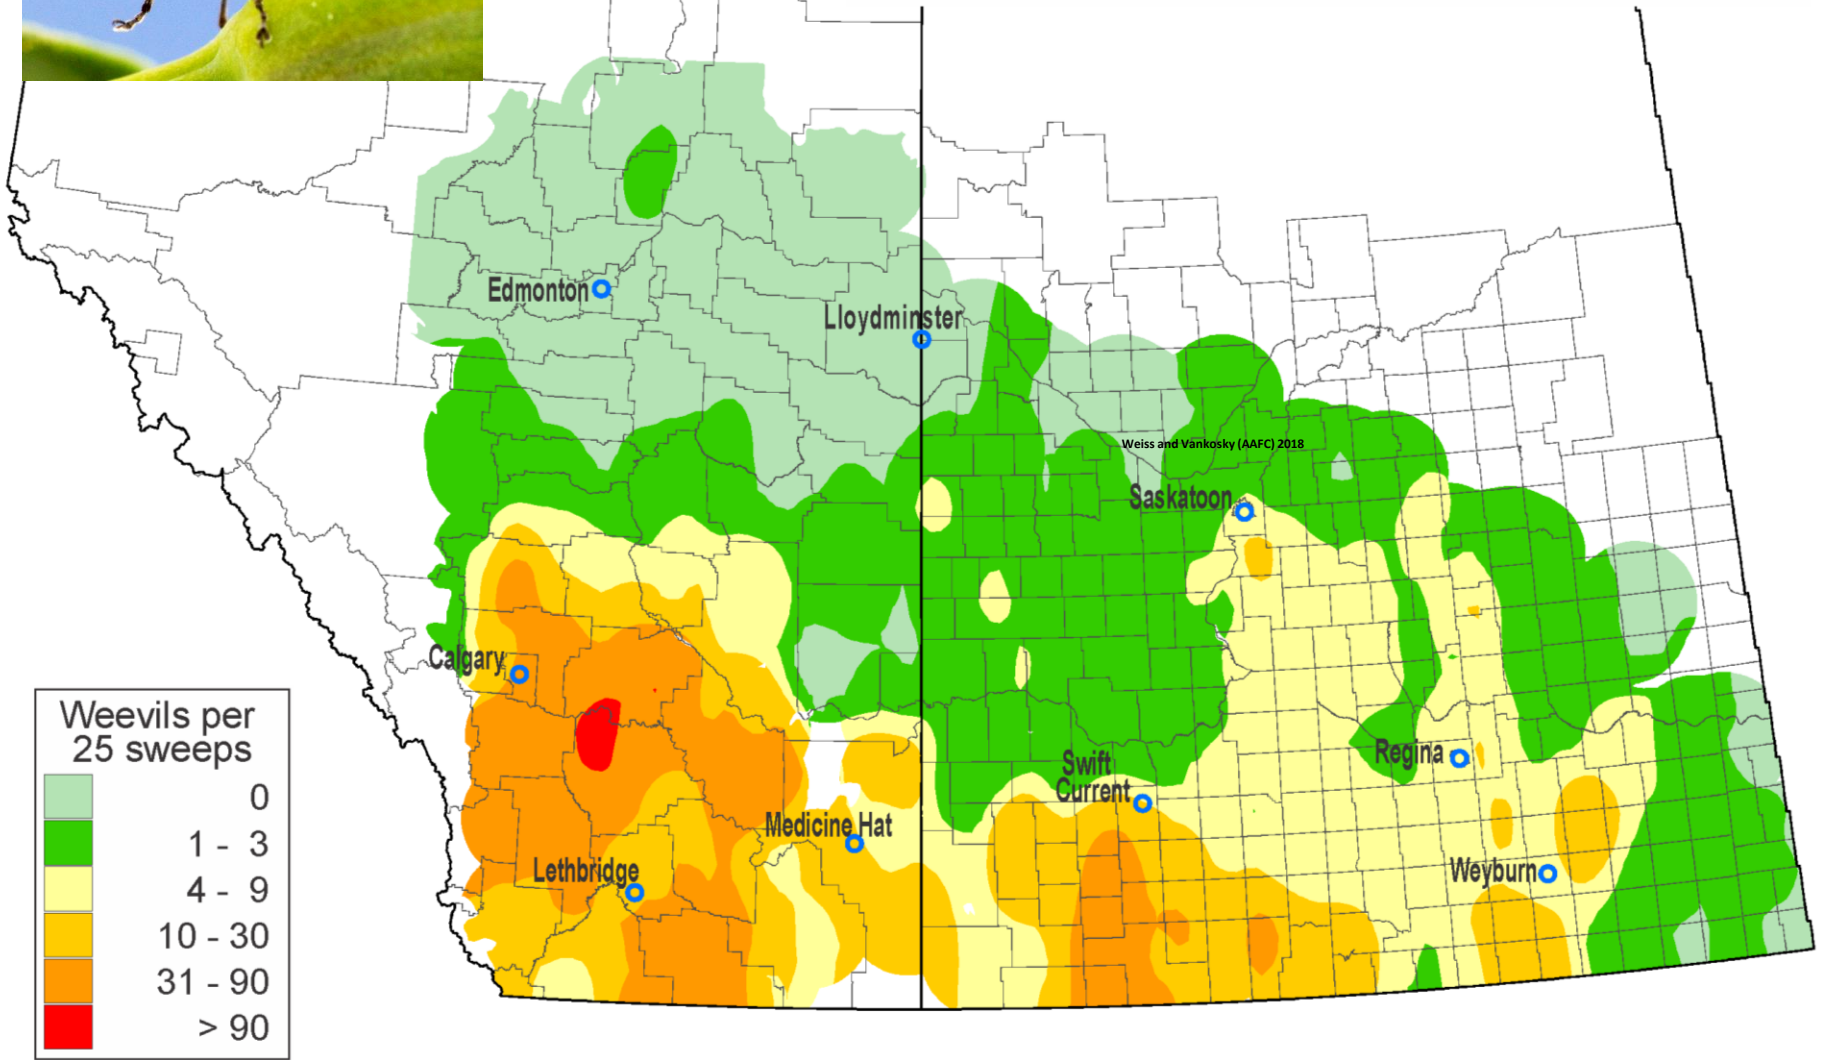 Edmonton
Lloydminster
Weiss and Vankosky (AAFC) 2018
Saskatoon
Calgary
Weevils per
25 sweeps
0
1 - 3
4 - 9
10 - 30
31 - 90
> 90
Regina
Swift
Current
Medicine Hat
Lethbridge
Weyburn